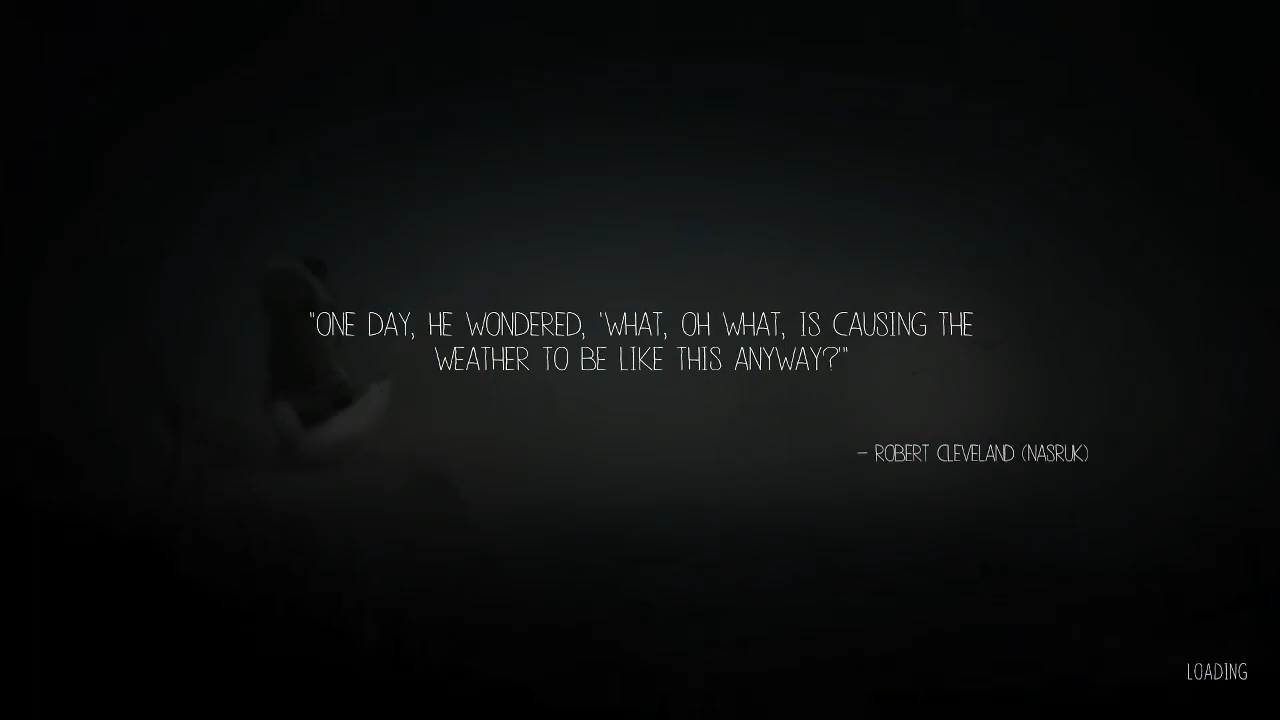 "ONE DAY, HE WONDERED, 'WHAT, OH WHAT, IS CAUSING THE
WEATHER TO BE LIKE THIS ANYWAY?'"
– ROBERT CLEVELAND (NASRUK)
LOADING